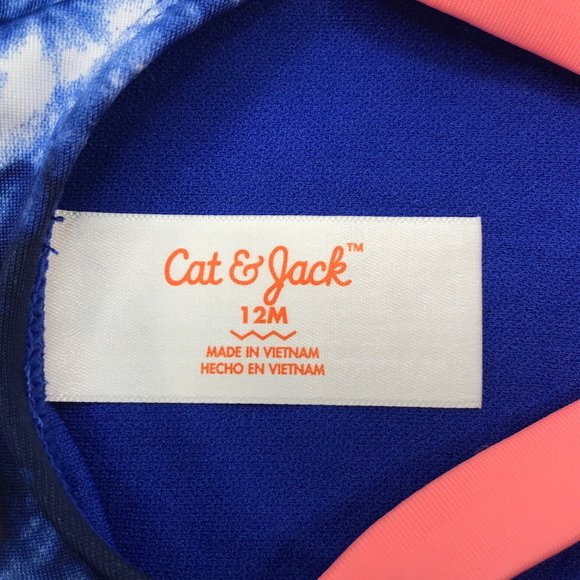 Cat & Jack™
12M
MADE IN VIETNAM
HECHO EN VIETNAM